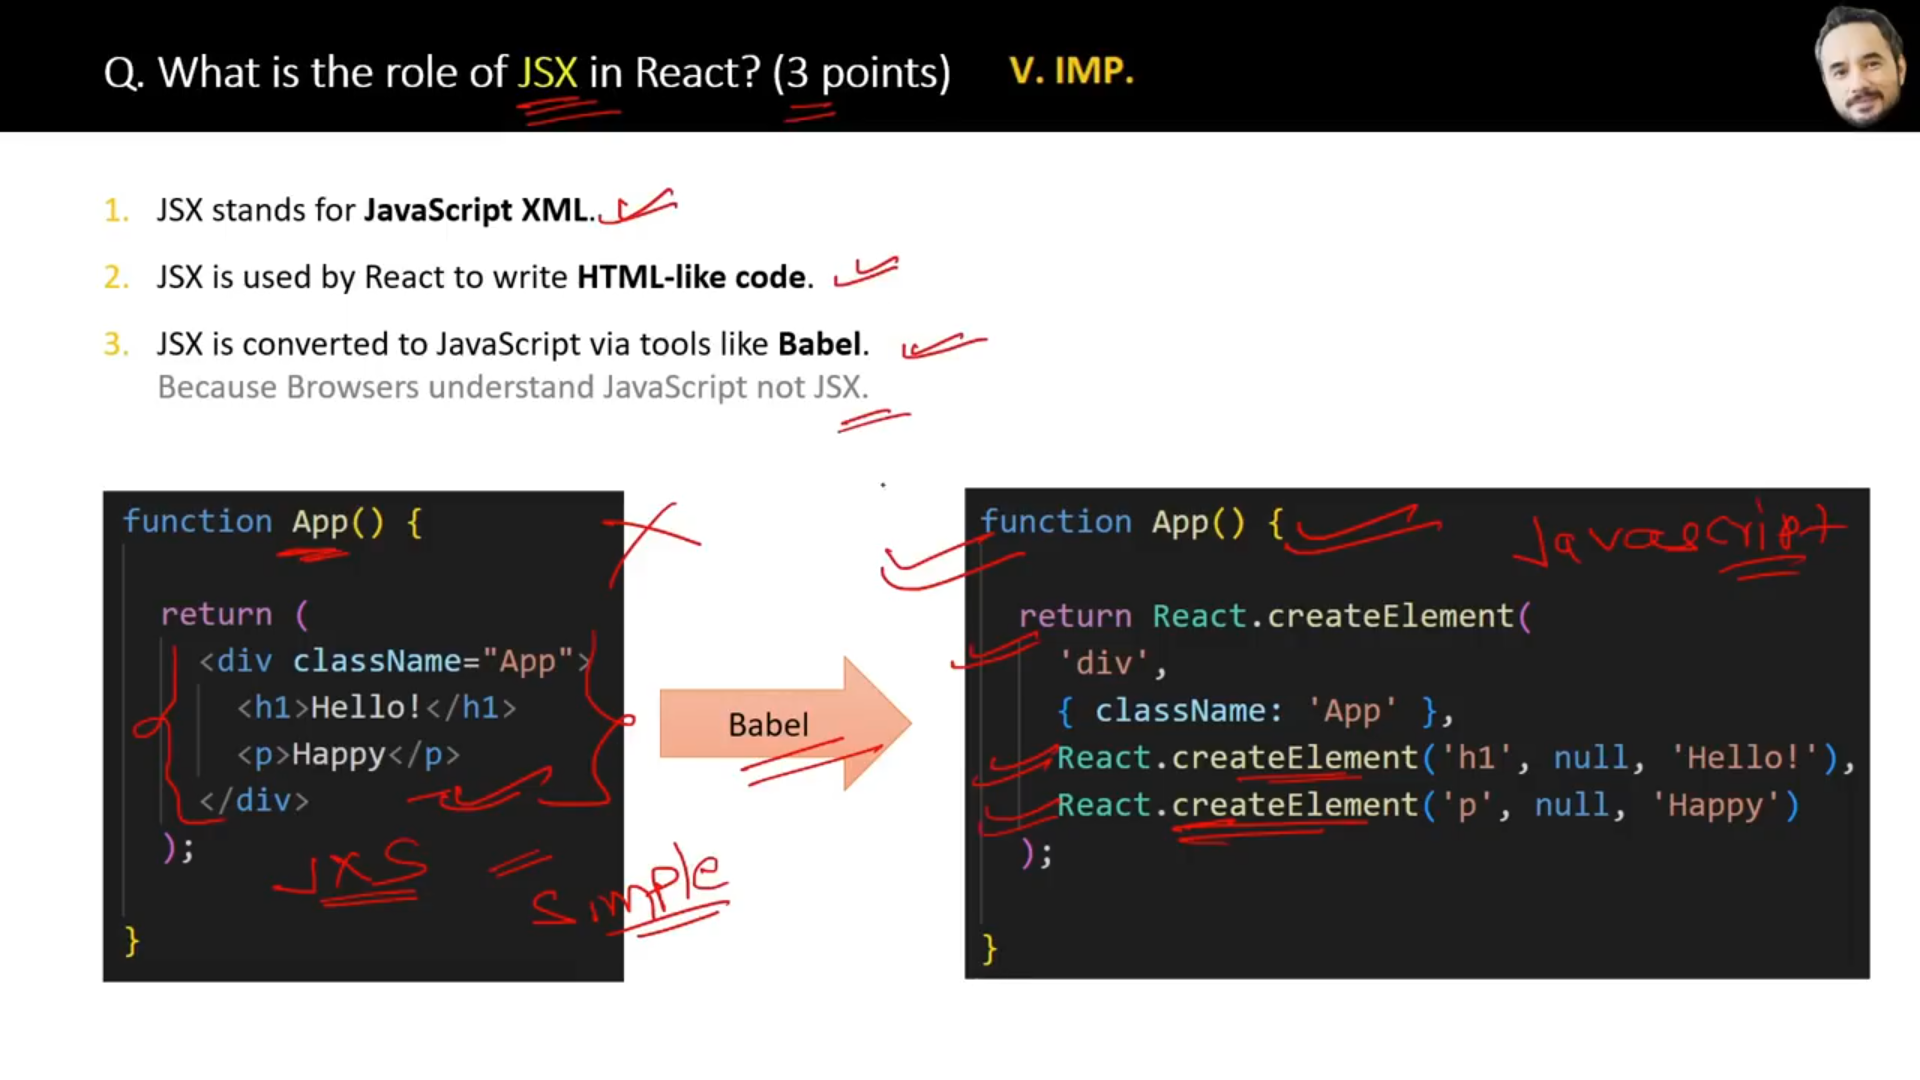 Q. What is the role of JSX in React? (3 points) V. IMP.
1. JSX stands for JavaScript XML.
2. JSX is used by React to write HTML-like code.
3. JSX is converted to JavaScript via tools like Babel.
Because Browsers understand JavaScript not JSX.
function App() {
return (
<div className="App">
<h1>Hello!</h1>
<p>Happy</p>
</div>
);
}
JXS
simple
Babel
function App() {
Javascript
return React.createElement(
'div',
{ className: 'App' },
React.createElement('h1', null, 'Hello!'),
React.createElement('p', null, 'Happy')
);
}